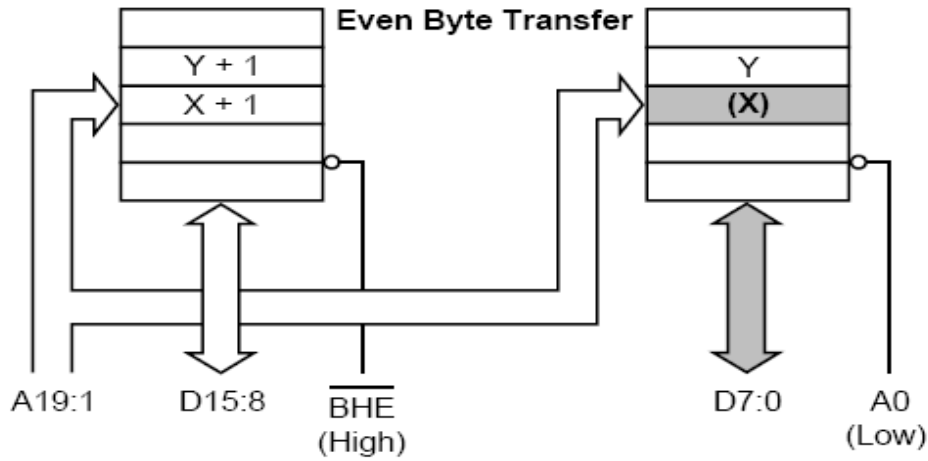 Even Byte Transfer
Y + 1
X + 1
Y
(X)
A19:1
D15:8
BHE
(High)
D7:0
A0
(Low)